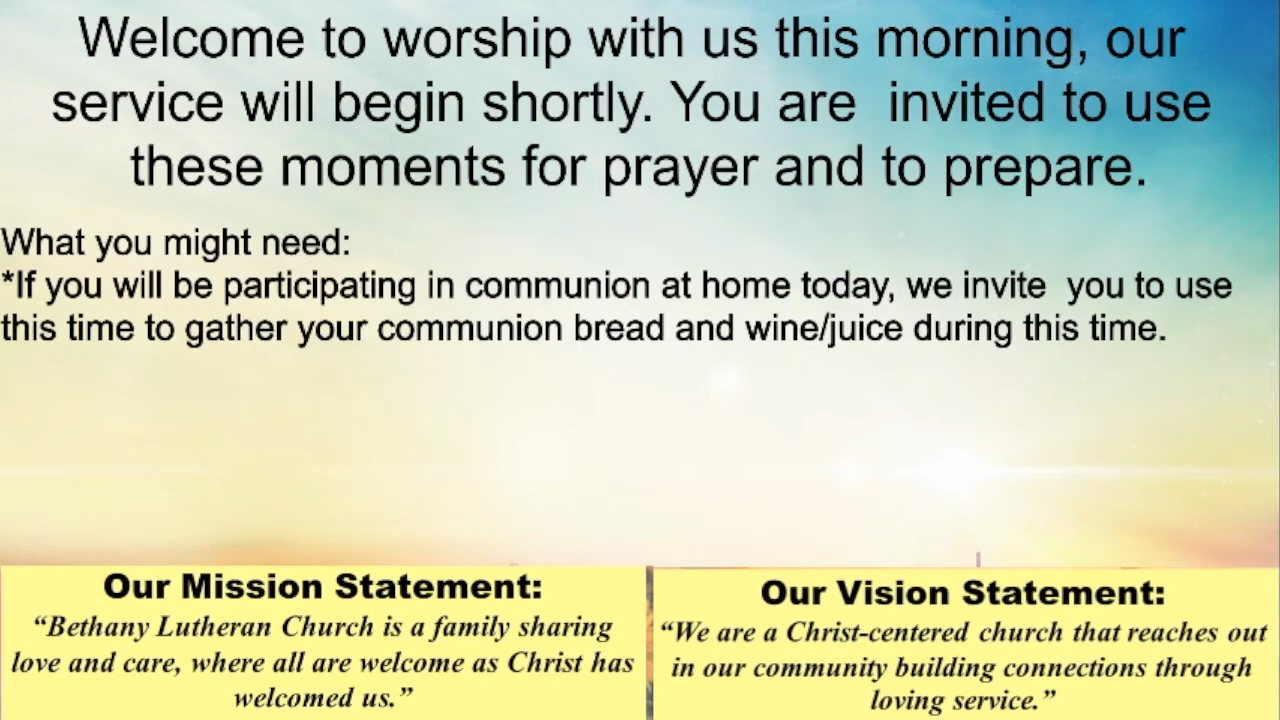 Welcome to worship with us this morning, our
service will begin shortly. You are  invited to use
these moments for prayer and to prepare.
What you might need:
*If you will be participating in communion at home today, we invite  you to use
this time to gather your communion bread and wine/juice during this time.
Our Mission Statement:
“Bethany Lutheran Church is a family sharing
love and care, where all are welcome as Christ has
welcomed us.”
Our Vision Statement:
“We are a Christ-centered church that reaches out
in our community building connections through
loving service.”